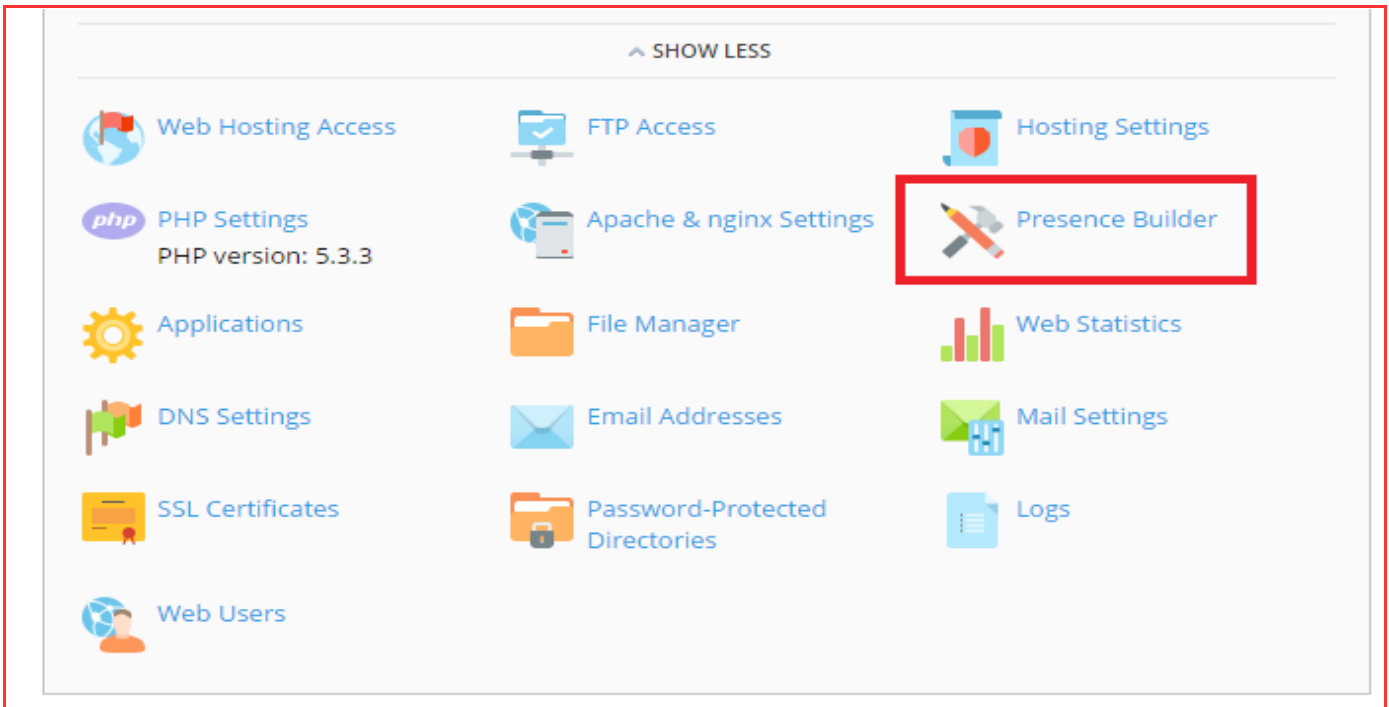 SHOW LESS
Web Hosting Access
FTP Access
Hosting Settings
php
PHP Settings
PHP version: 5.3.3
Apache & nginx Settings
Presence Builder
Applications
File Manager
Web Statistics
DNS Settings
Email Addresses
Mail Settings
SSL Certificates
Password-Protected
Directories
Logs
Web Users